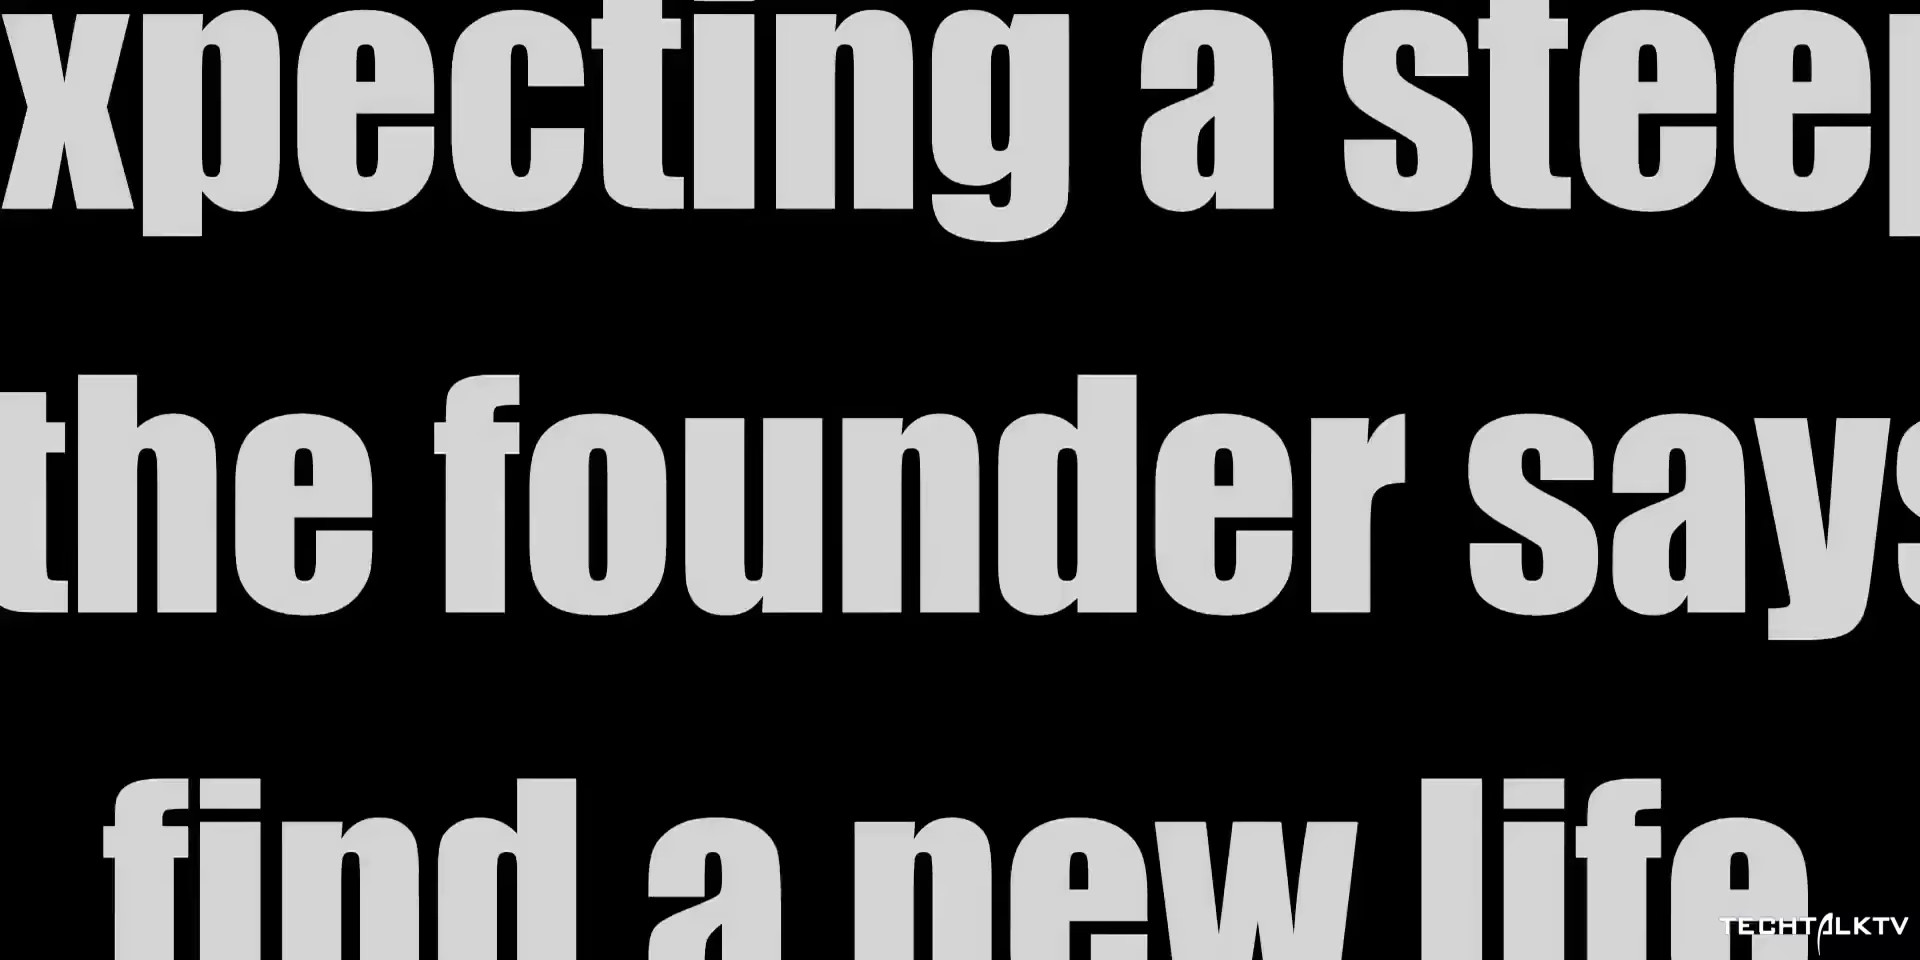 xpecting a steep
the founder says
find a new life
TECHTALKTV